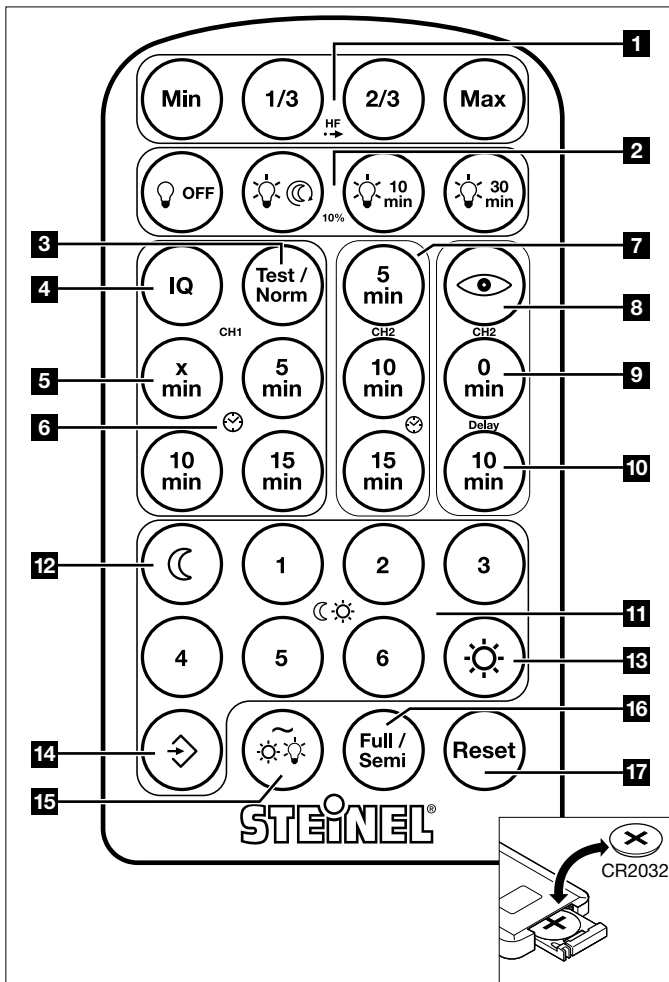 1
Min 1/3 2/3 Max
HF
2
OFF 10 min 30 min
10%
3 7
4 IQ Test / Norm 5 min 8
CH1 CH2 CH2
5 x min 5 min 10 min 0 min 9
6 Delay
10 min 15 min 15 min 10 min 10
12 1 2 3
11
4 5 6 13
16
14 Full / Semi Reset 17
15
STEINEL®
CR2032